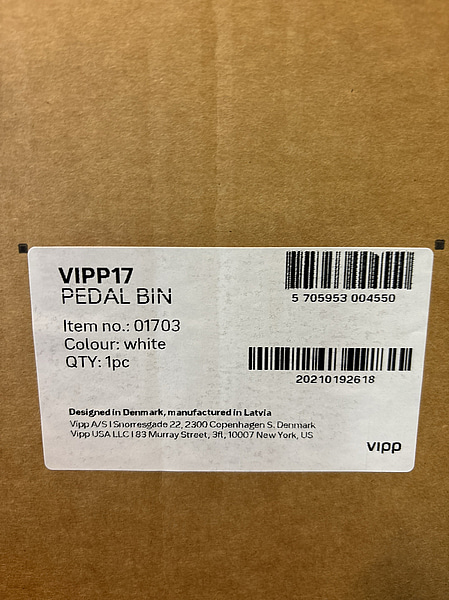 VIPP17
PEDAL BIN
Item no.: 01703
Colour: white
QTY: 1pc
5 705953 004550
20210192618
Designed in Denmark, manufactured in Latvia
Vipp A/S I Snorresgade 22, 2300 Copenhagen S. Denmark
Vipp USA LLC I 83 Murray Street, 3fl, 10007 New York, US
vipp